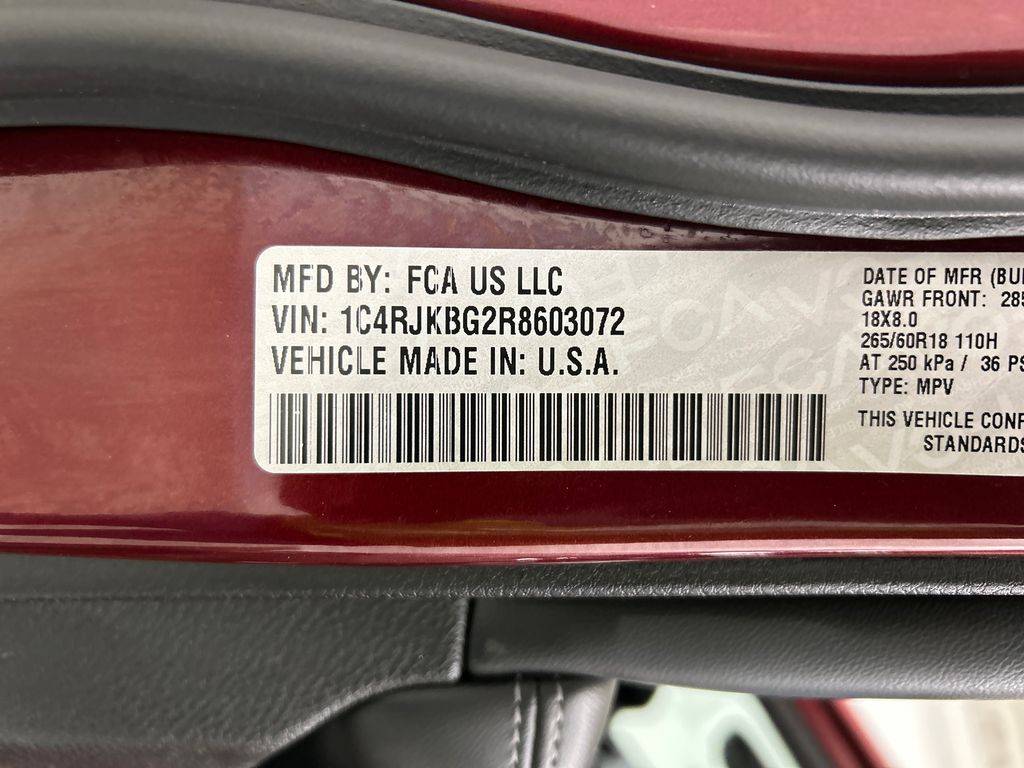 MFD BY: FCA US LLC
VIN: 1C4RJKBG2R8603072
VEHICLE MADE IN: U.S.A.
DATE OF MFR (BUI
GAWR FRONT: 285
18X8.0
265/60R18 110H
AT 250 kPa / 36 PS
TYPE: MPV
THIS VEHICLE CONF
STANDARDS